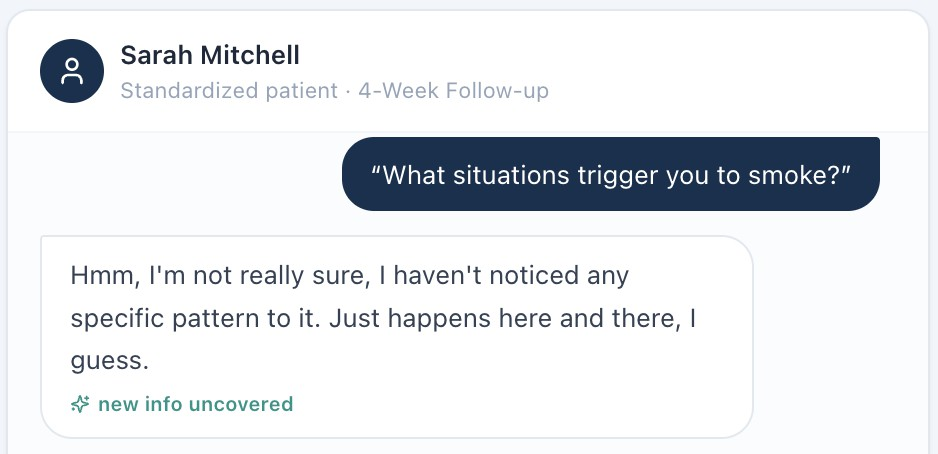 Sarah Mitchell
Standardized patient · 4-Week Follow-up
“What situations trigger you to smoke?”
Hmm, I'm not really sure, I haven't noticed any
specific pattern to it. Just happens here and there, I
guess.
new info uncovered